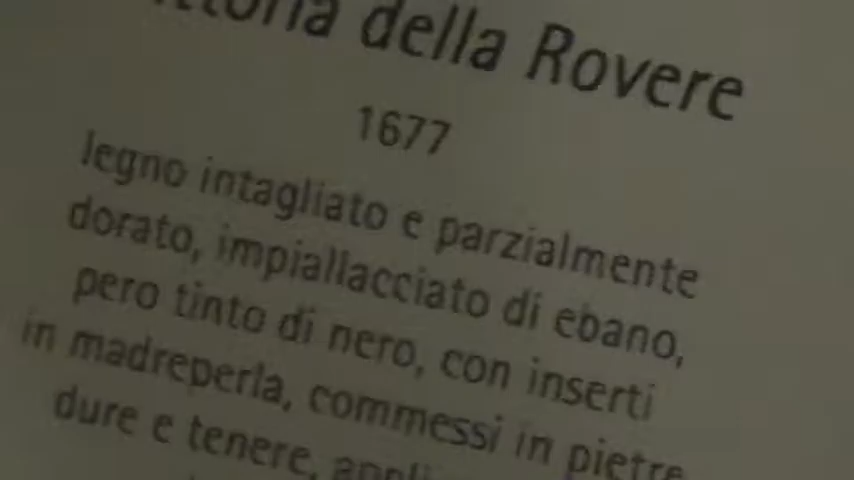 della Rovere
1677
legno intagliato e parzialmente
dorato, impiallacciato di ebano,
pero tinto di nero, con inserti
in madreperla, commessi in pietre
dure e tenere,